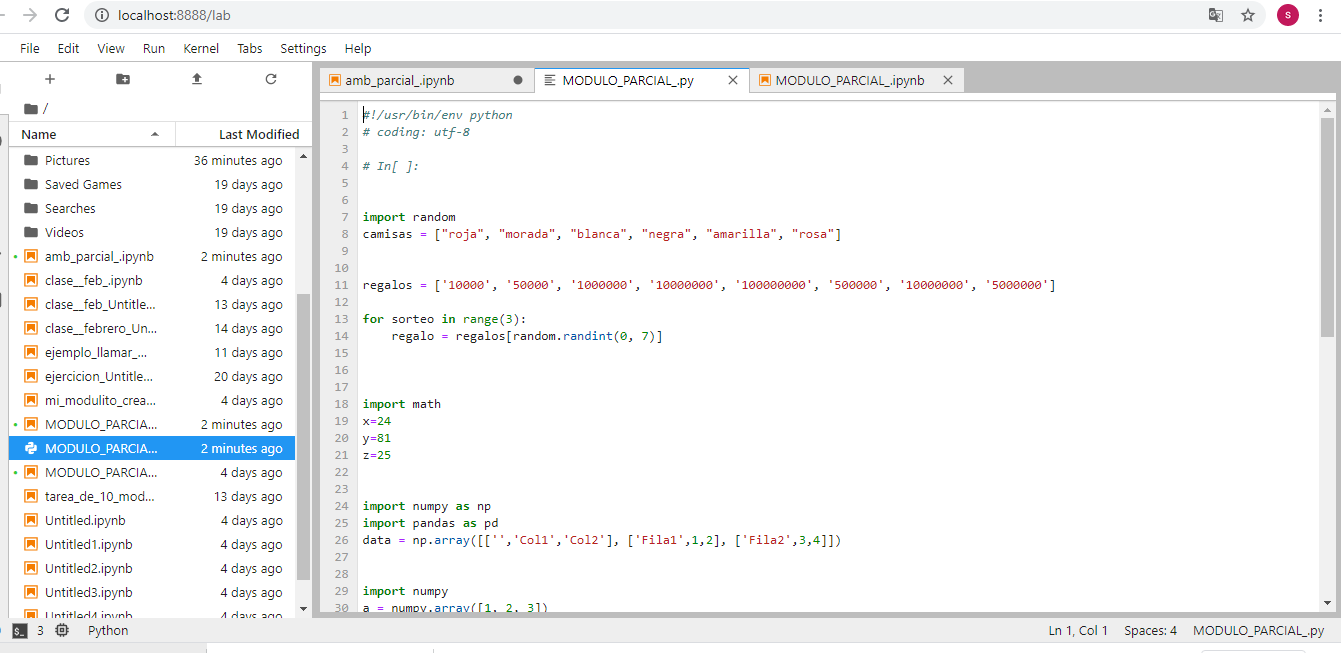 localhost:8888/lab
S
File Edit View Run Kernel Tabs Settings Help
amb_parcial_.ipynb MODULO_PARCIAL_.py MODULO_PARCIAL_.ipynb
/
Name Last Modified
Pictures 36 minutes ago
Saved Games 19 days ago
Searches 19 days ago
Videos 19 days ago
amb_parcial_.ipynb 2 minutes ago
clase__feb_.ipynb 4 days ago
clase__feb_Untitle... 13 days ago
clase__febrero_Un... 14 days ago
ejemplo_llamar_... 11 days ago
ejercicion_Untitle... 20 days ago
mi_modulito_crea... 4 days ago
MODULO_PARCIA... 2 minutes ago
MODULO_PARCIA... 2 minutes ago
MODULO_PARCIA... 4 days ago
tarea_de_10_mod... 13 days ago
Untitled.ipynb 4 days ago
Untitled1.ipynb 4 days ago
Untitled2.ipynb 4 days ago
Untitled3.ipynb 4 days ago
Untitled4.ipynb 4 days ago
1 #!/usr/bin/env python
2 # coding: utf-8
3
4 # In[ ]:
5
6
7 import random
8 camisas = ["roja", "morada", "blanca", "negra", "amarilla", "rosa"]
9
10
11 regalos = ['10000', '50000', '1000000', '10000000', '100000000', '500000', '10000000', '5000000']
12
13 for sorteo in range(3):
14     regalo = regalos[random.randint(0, 7)]
15
16
17
18 import math
19 x=24
20 y=81
21 z=25
22
23
24 import numpy as np
25 import pandas as pd
26 data = np.array([['','Col1','Col2'], ['Fila1',1,2], ['Fila2',3,4]])
27
28
29 import numpy
30 a = numpy.array([1, 2, 3])
3 Python Ln 1, Col 1 Spaces: 4 MODULO_PARCIAL_.py